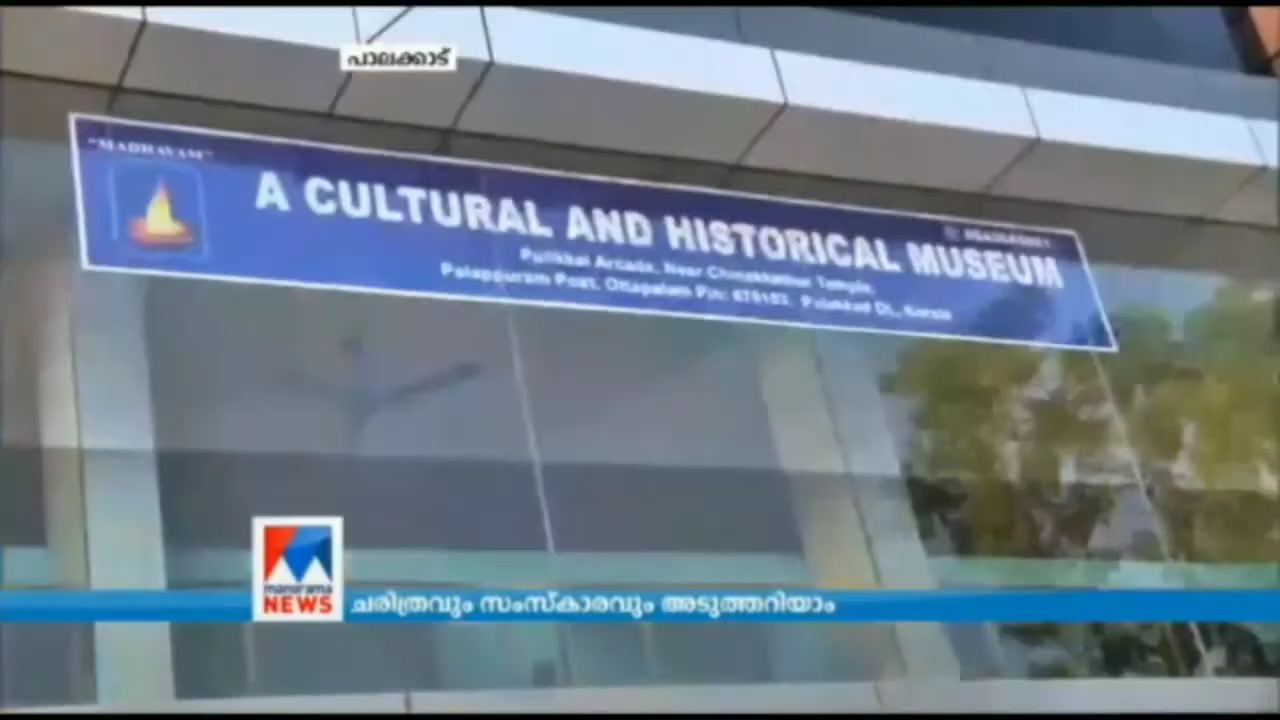 പാലക്കാട്
"MADHAVAM"
A CULTURAL AND HISTORICAL MUSEUM
Pulikkal Arcade, Near Chinakkathur Temple,
Palappuram Post, Ottapalam Pin: 679103, Palakkad Dt., Kerala
manorama
NEWS
ചരിത്രവും സംസ്കാരവും അടുത്തറിയാം